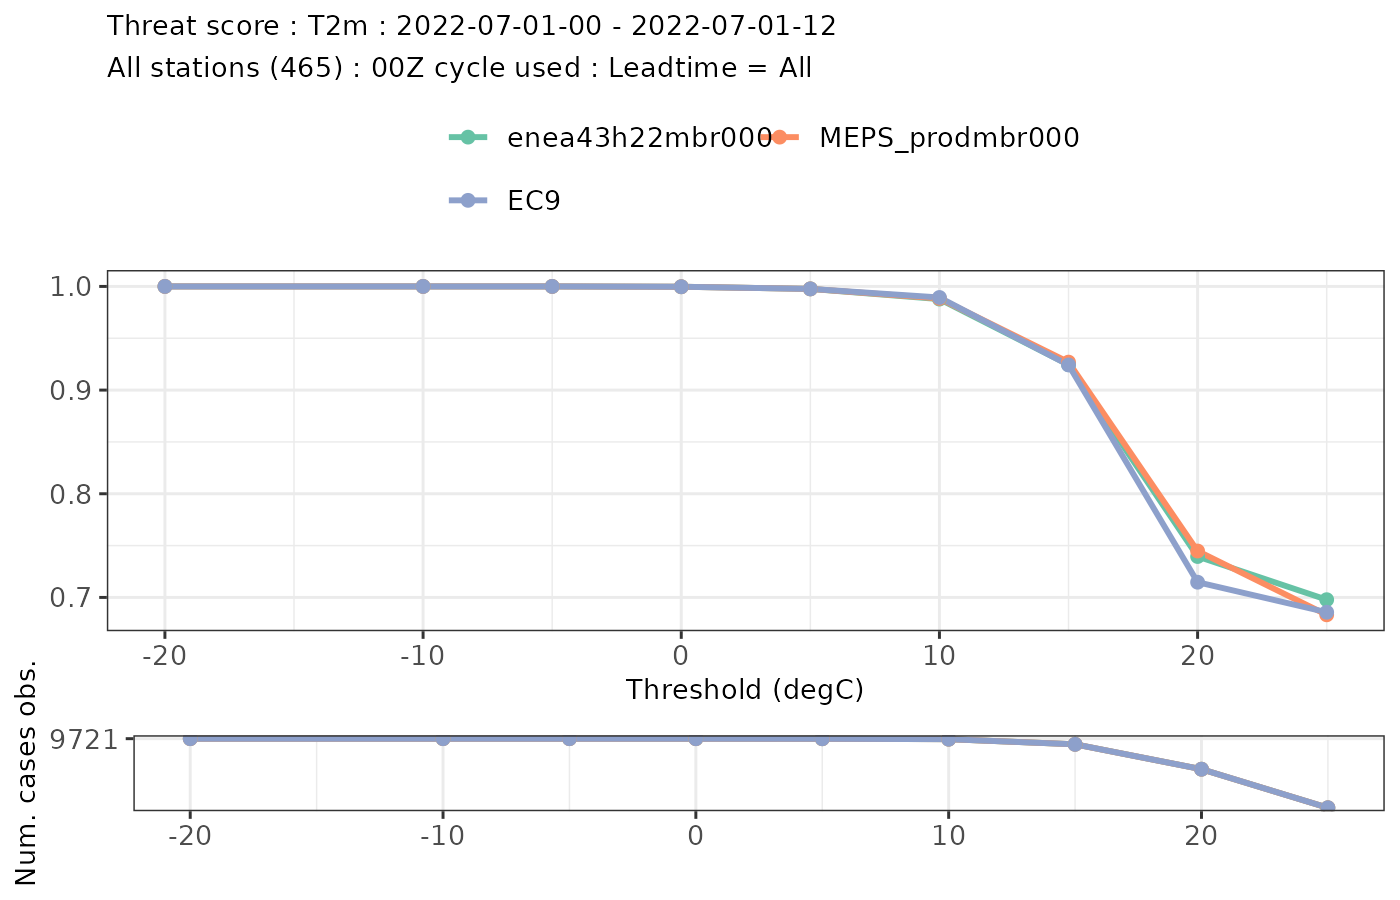 Threat score : T2m : 2022-07-01-00 - 2022-07-01-12
All stations (465) : 00Z cycle used : Leadtime = All
enea43h22mbr000 MEPS_prodmbr000
EC9
1.0
0.9
0.8
0.7
-20 -10 0 10 20
Threshold (degC)
Num. cases obs.
9721
-20 -10 0 10 20